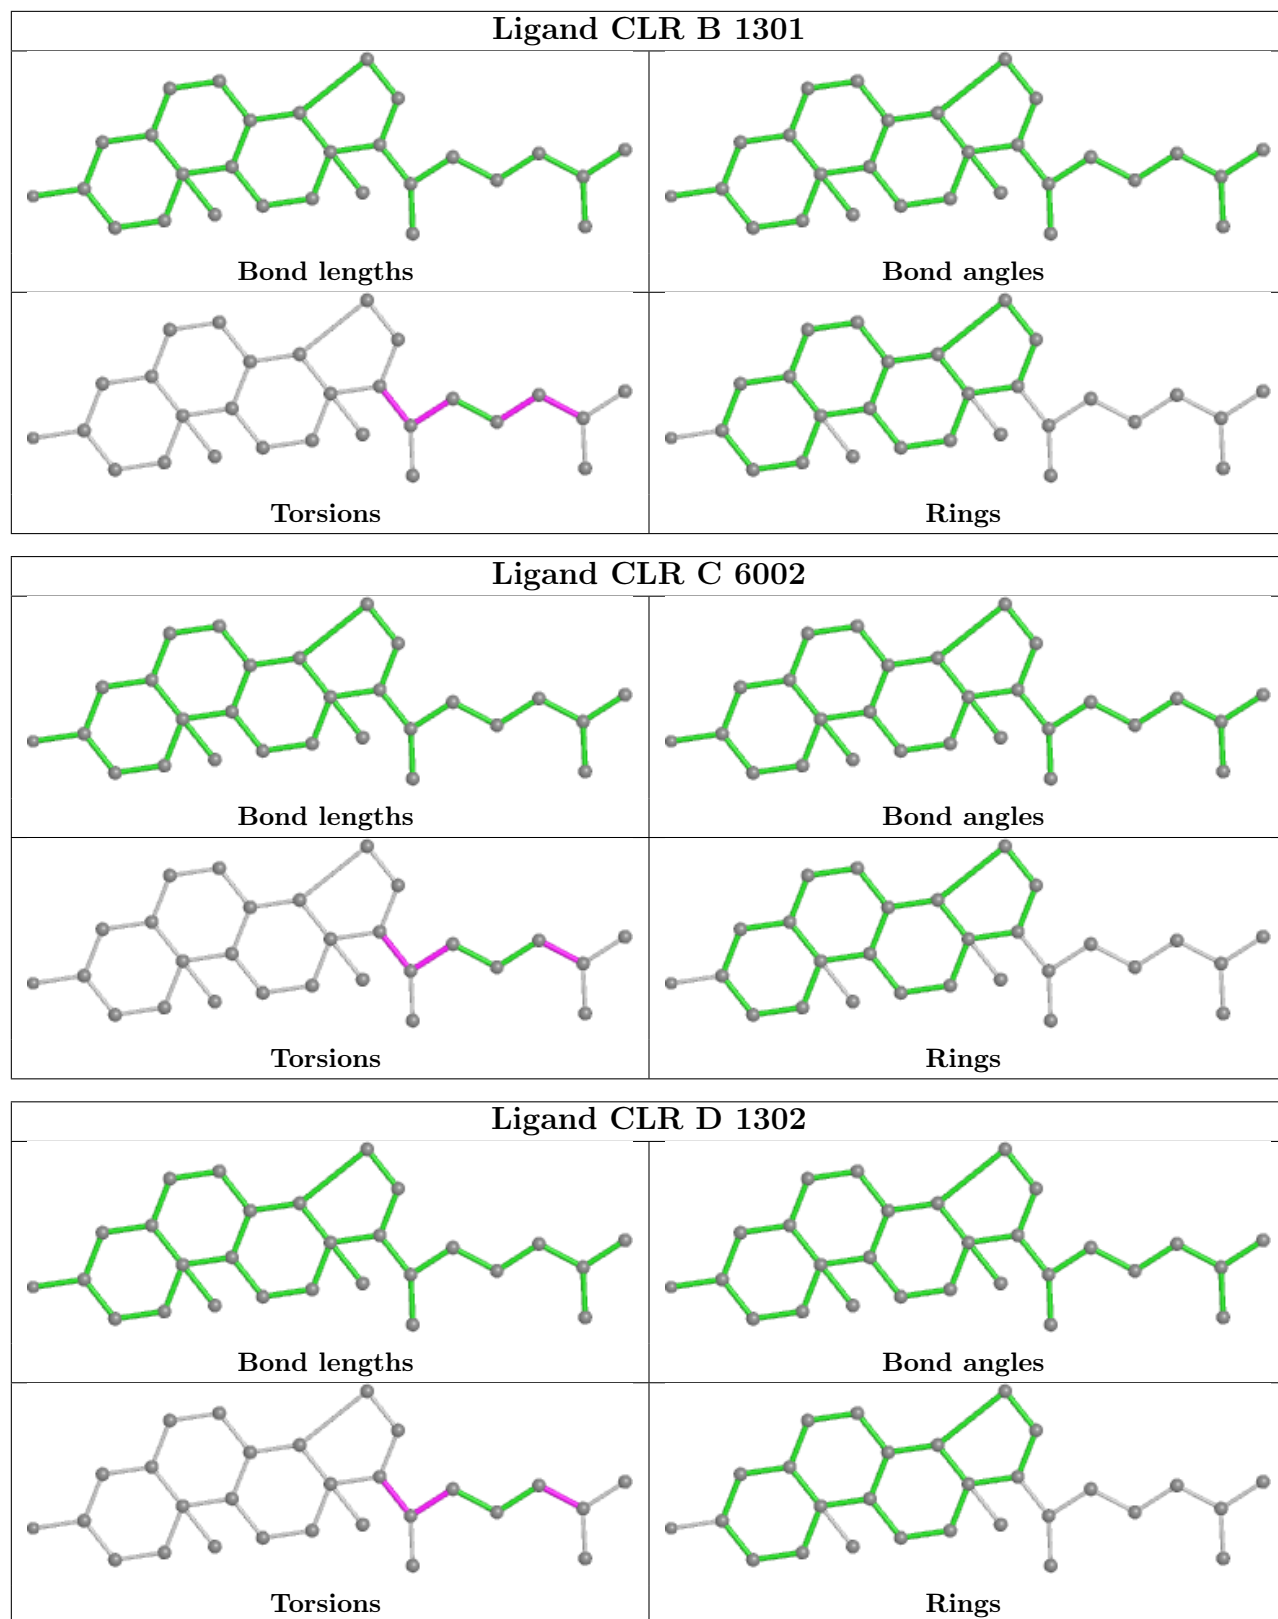 Ligand CLR B 1301
Bond lengths
Bond angles
Torsions
Rings
Ligand CLR C 6002
Bond lengths
Bond angles
Torsions
Rings
Ligand CLR D 1302
Bond lengths
Bond angles
Torsions
Rings